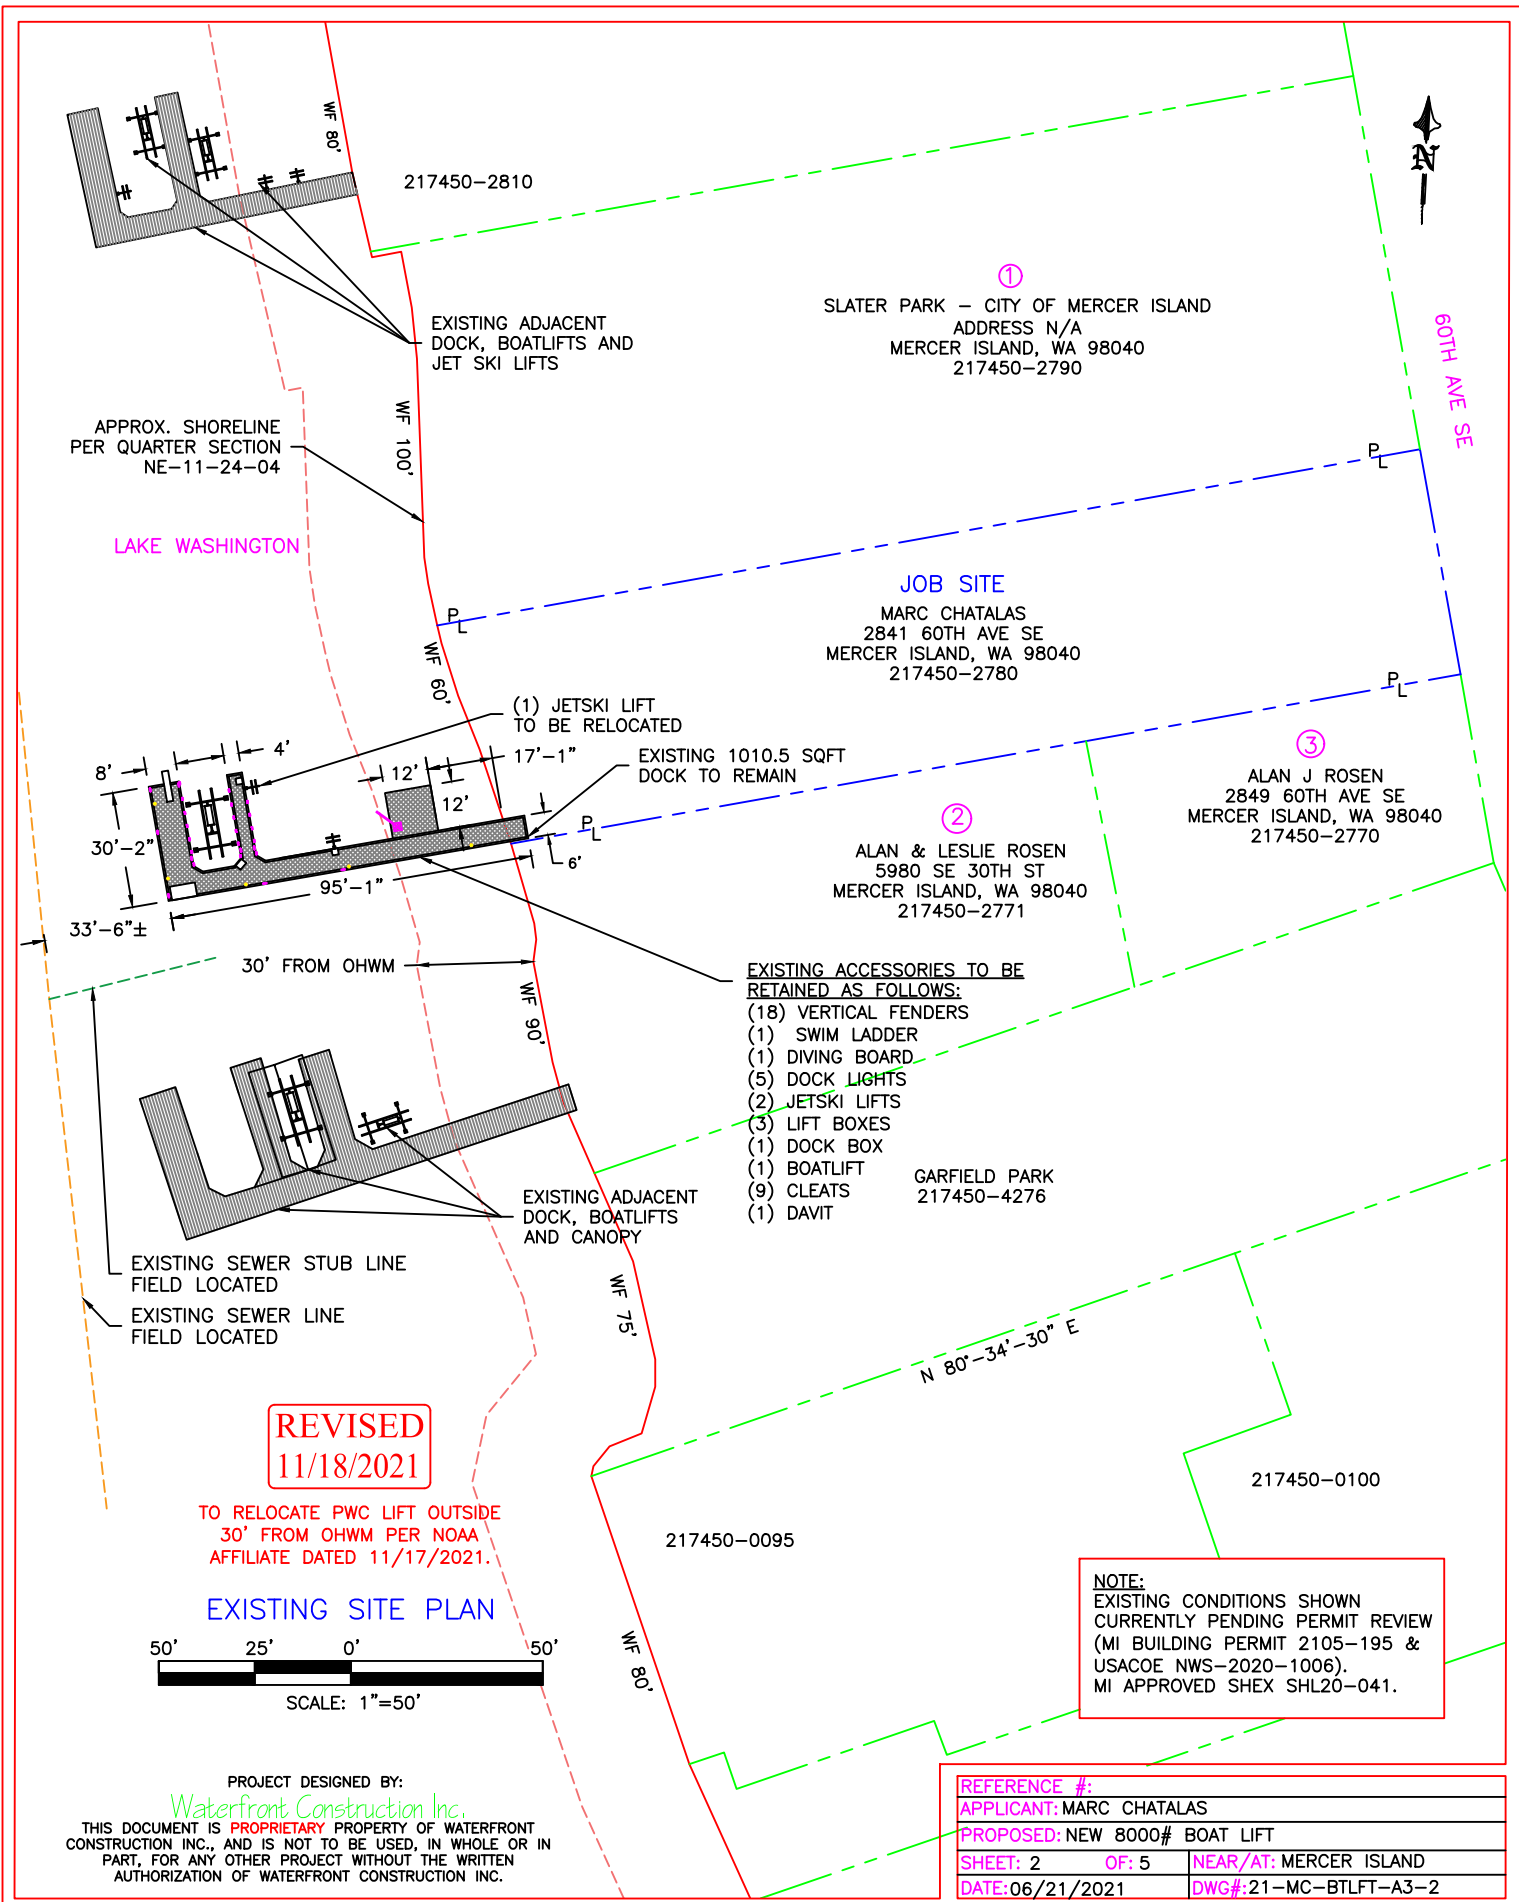 WF 80'
217450-2810
N
①
SLATER PARK - CITY OF MERCER ISLAND
ADDRESS N/A
MERCER ISLAND, WA 98040
217450-2790
60TH AVE SE
EXISTING ADJACENT
DOCK, BOATLIFTS AND
JET SKI LIFTS
WF 100'
APPROX. SHORELINE
PER QUARTER SECTION
NE-11-24-04
PL
LAKE WASHINGTON
JOB SITE
MARC CHATALAS
2841 60TH AVE SE
MERCER ISLAND, WA 98040
217450-2780
PL
WF 60'
PL
(1) JETSKI LIFT
TO BE RELOCATED
4'
8'
12'
17'-1"
12'
EXISTING 1010.5 SQFT
DOCK TO REMAIN
③
ALAN J ROSEN
2849 60TH AVE SE
MERCER ISLAND, WA 98040
217450-2770
PL
②
ALAN & LESLIE ROSEN
5980 SE 30TH ST
MERCER ISLAND, WA 98040
217450-2771
30'-2"
6'
95'-1"
33'-6"±
30' FROM OHWM
WF 90'
EXISTING ACCESSORIES TO BE
RETAINED AS FOLLOWS:
(18) VERTICAL FENDERS
(1) SWIM LADDER
(1) DIVING BOARD
(5) DOCK LIGHTS
(2) JETSKI LIFTS
(3) LIFT BOXES
(1) DOCK BOX
(1) BOATLIFT
(9) CLEATS
(1) DAVIT
GARFIELD PARK
217450-4276
EXISTING ADJACENT
DOCK, BOATLIFTS
AND CANOPY
EXISTING SEWER STUB LINE
FIELD LOCATED
EXISTING SEWER LINE
FIELD LOCATED
WF 75'
N 80°-34'-30" E
REVISED
11/18/2021
TO RELOCATE PWC LIFT OUTSIDE
30' FROM OHWM PER NOAA
AFFILIATE DATED 11/17/2021.
217450-0100
217450-0095
EXISTING SITE PLAN
50' 25' 0' 50'
SCALE: 1"=50'
WF 80'
NOTE:
EXISTING CONDITIONS SHOWN
CURRENTLY PENDING PERMIT REVIEW
(MI BUILDING PERMIT 2105-195 &
USACOE NWS-2020-1006).
MI APPROVED SHEX SHL20-041.
PROJECT DESIGNED BY:
Waterfront Construction Inc.
THIS DOCUMENT IS PROPRIETARY PROPERTY OF WATERFRONT
CONSTRUCTION INC., AND IS NOT TO BE USED, IN WHOLE OR IN
PART, FOR ANY OTHER PROJECT WITHOUT THE WRITTEN
AUTHORIZATION OF WATERFRONT CONSTRUCTION INC.
REFERENCE #:
APPLICANT: MARC CHATALAS
PROPOSED: NEW 8000# BOAT LIFT
SHEET: 2 OF: 5 NEAR/AT: MERCER ISLAND
DATE: 06/21/2021 DWG#: 21-MC-BTLFT-A3-2